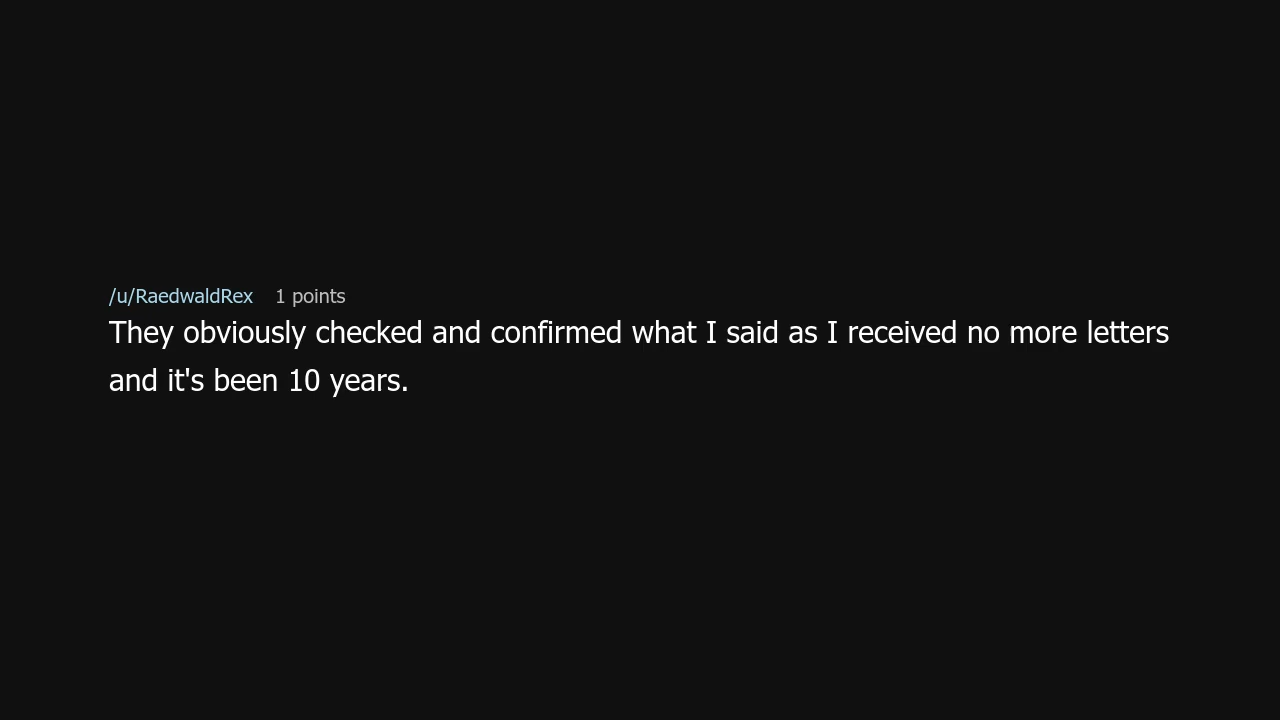 /u/RaedwaldRex 1 points
They obviously checked and confirmed what I said as I received no more letters
and it's been 10 years.